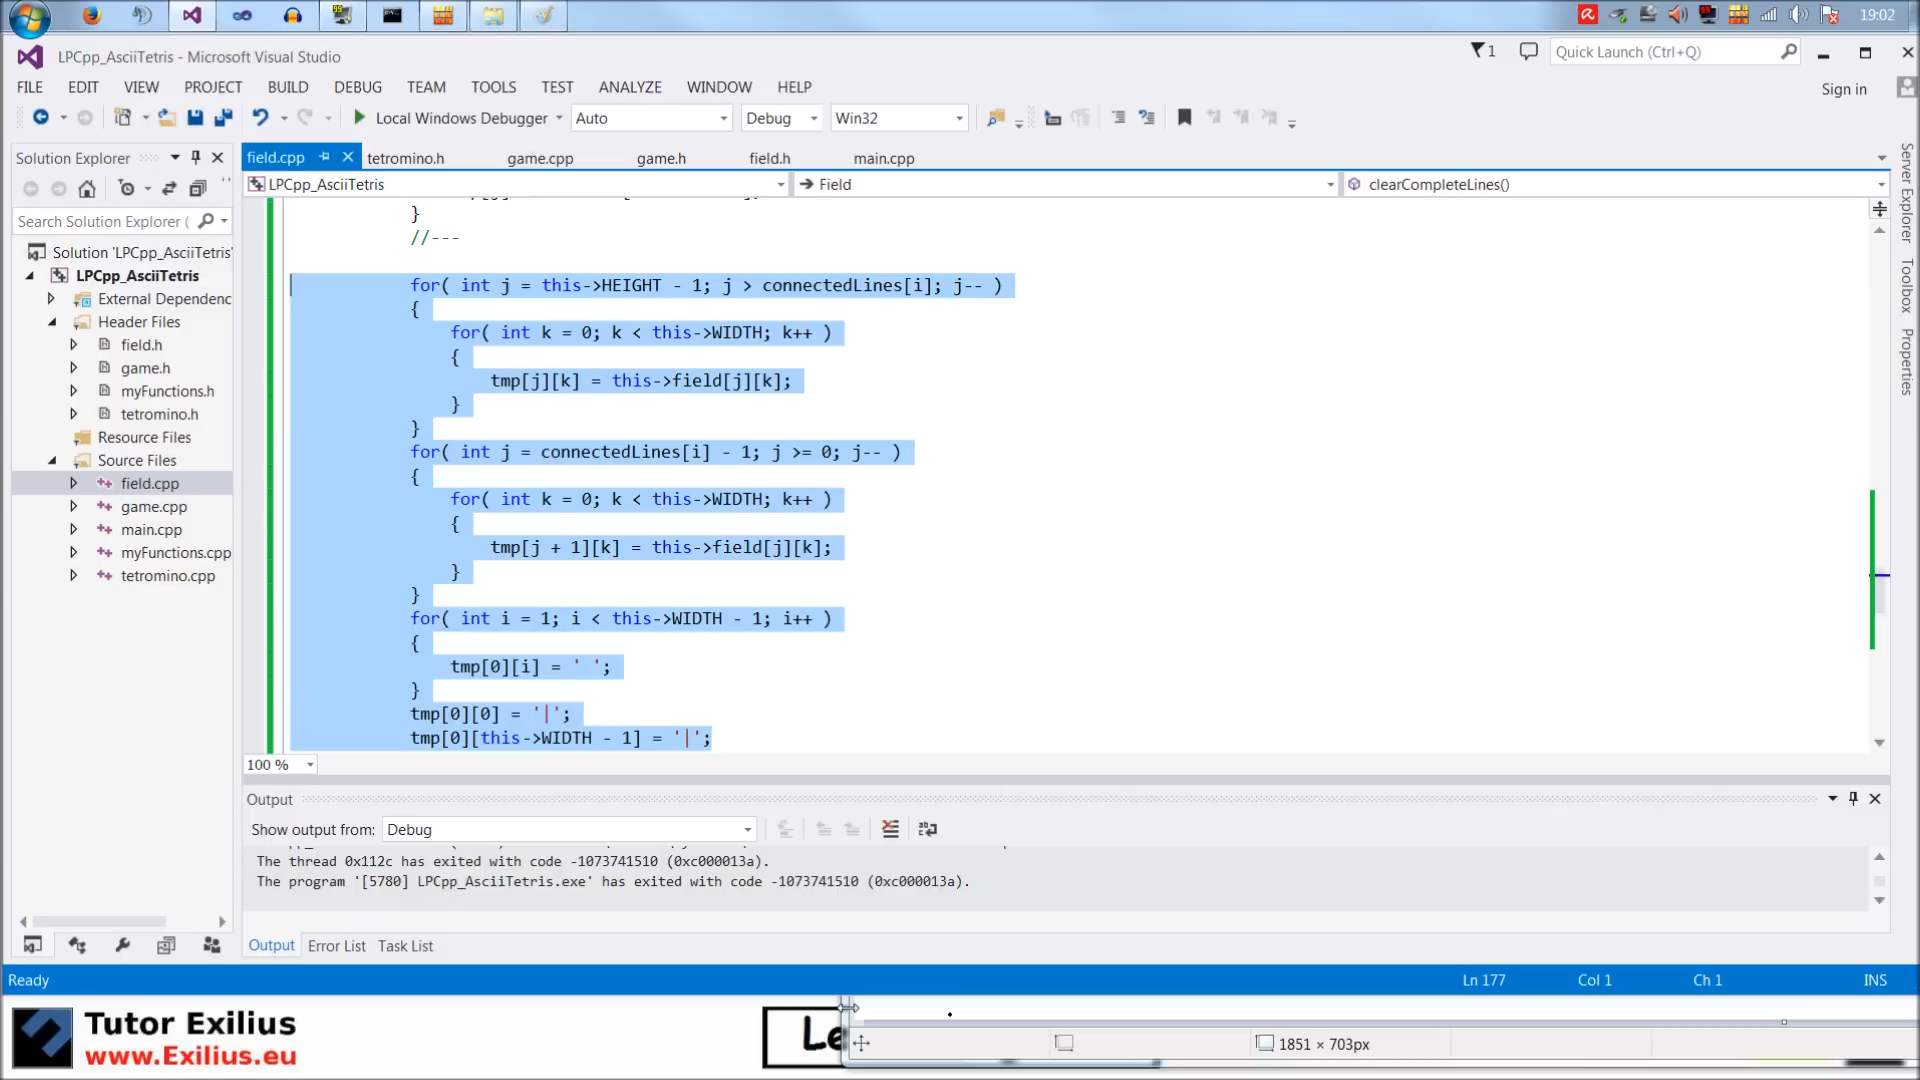 19:02
LPCpp_AsciiTetris - Microsoft Visual Studio
1
Quick Launch (Ctrl+Q)
FILE EDIT VIEW PROJECT BUILD DEBUG TEAM TOOLS TEST ANALYZE WINDOW HELP
Sign in
Local Windows Debugger Auto Debug Win32
Solution Explorer
field.cpp tetromino.h game.cpp game.h field.h main.cpp
LPCpp_AsciiTetris Field clearCompleteLines()
Search Solution Explorer (
Solution 'LPCpp_AsciiTetris'
LPCpp_AsciiTetris
External Dependenc
Header Files
field.h
game.h
myFunctions.h
tetromino.h
Resource Files
Source Files
field.cpp
game.cpp
main.cpp
myFunctions.cpp
tetromino.cpp
}
//---
for( int j = this->HEIGHT - 1; j > connectedLines[i]; j-- )
{
for( int k = 0; k < this->WIDTH; k++ )
{
tmp[j][k] = this->field[j][k];
}
}
for( int j = connectedLines[i] - 1; j >= 0; j-- )
{
for( int k = 0; k < this->WIDTH; k++ )
{
tmp[j + 1][k] = this->field[j][k];
}
}
for( int i = 1; i < this->WIDTH - 1; i++ )
{
tmp[0][i] = ' ';
}
tmp[0][0] = '|';
tmp[0][this->WIDTH - 1] = '|';
Server Explorer
Toolbox
Properties
100 %
Output
Show output from: Debug
The thread 0x112c has exited with code -1073741510 (0xc000013a).
The program '[5780] LPCpp_AsciiTetris.exe' has exited with code -1073741510 (0xc000013a).
Output Error List Task List
Ready Ln 177 Col 1 Ch 1 INS
Tutor Exilius
www.Exilius.eu
Le
1851 × 703px